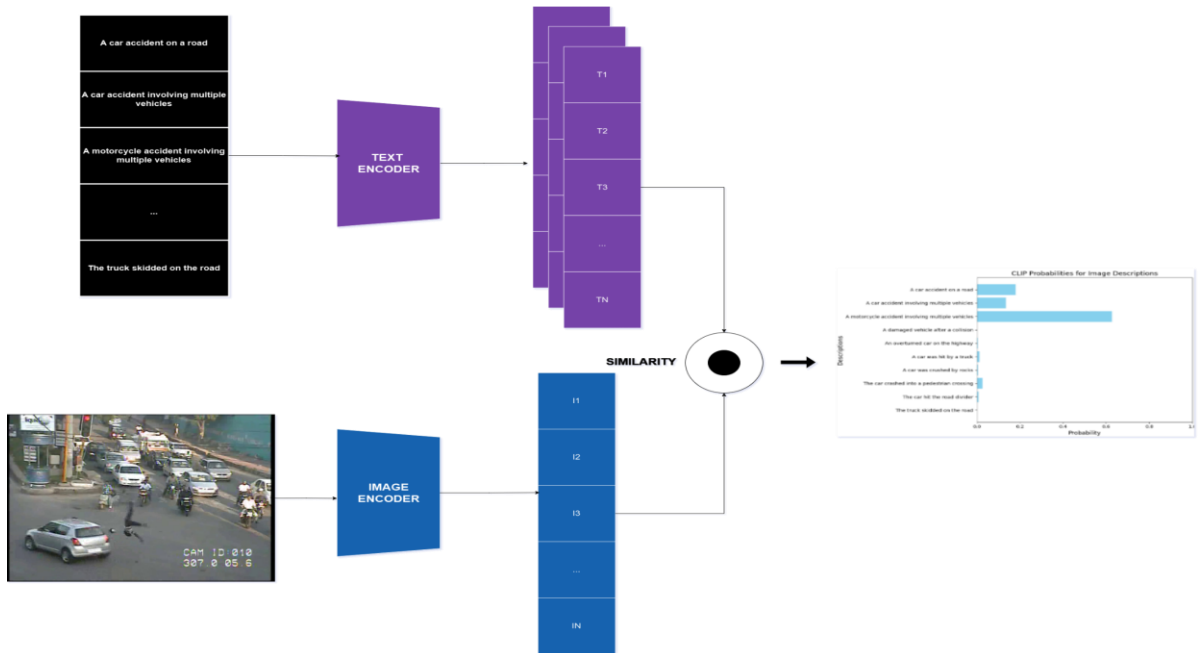 A car accident on a road
A car accident involving multiple
vehicles
A motorcycle accident involving
multiple vehicles
...
The truck skidded on the road
TEXT
ENCODER
T1
T2
T3
...
TN
SIMILARITY
CAM ID:010
307.0 05.6
IMAGE
ENCODER
I1
I2
I3
...
IN
CLIP Probabilities for Image Descriptions
Descriptions
A car accident on a road
A car accident involving multiple vehicles
A motorcycle accident involving multiple vehicles
A damaged vehicle after a collision
An overturned car on the highway
A car was hit by a truck
A car was crushed by rocks
The car crashed into a pedestrian crossing
The car hit the road divider
The truck skidded on the road
0.0 0.2 0.4 0.6 0.8 1.0
Probability